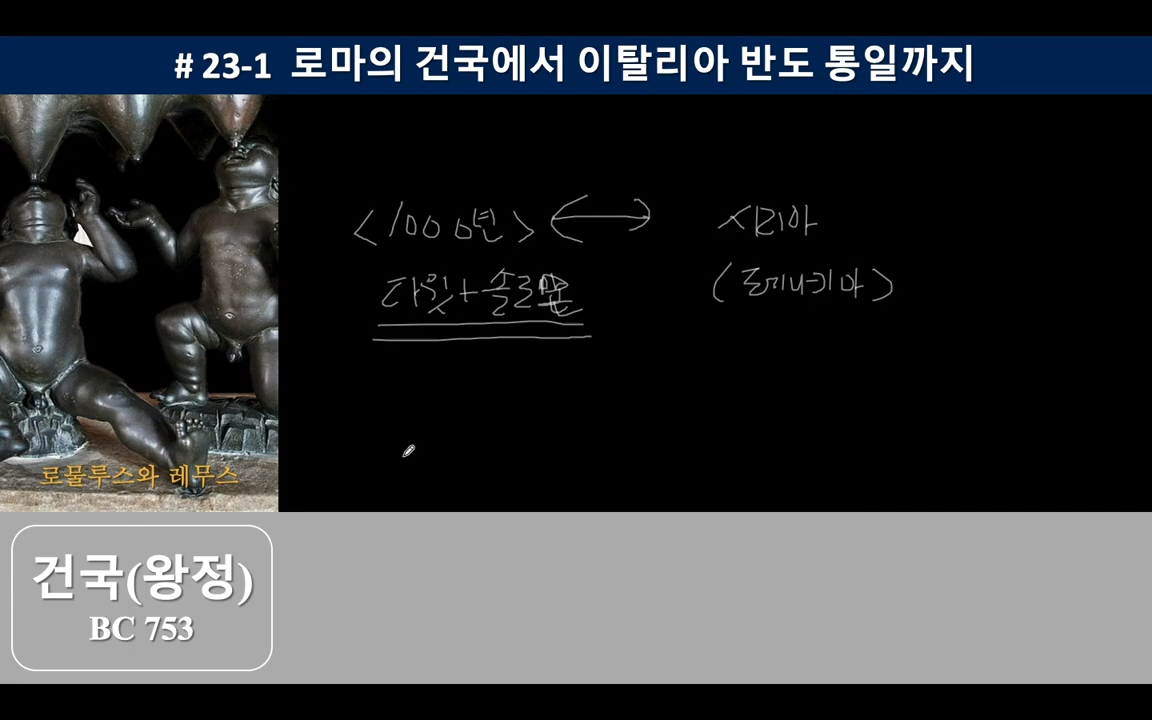 # 23-1 로마의 건국에서 이탈리아 반도 통일까지
<1000년> ↔ 시리아
다윗+솔로몬 (페니키아)
로물루스와 레무스
건국(왕정)
BC 753